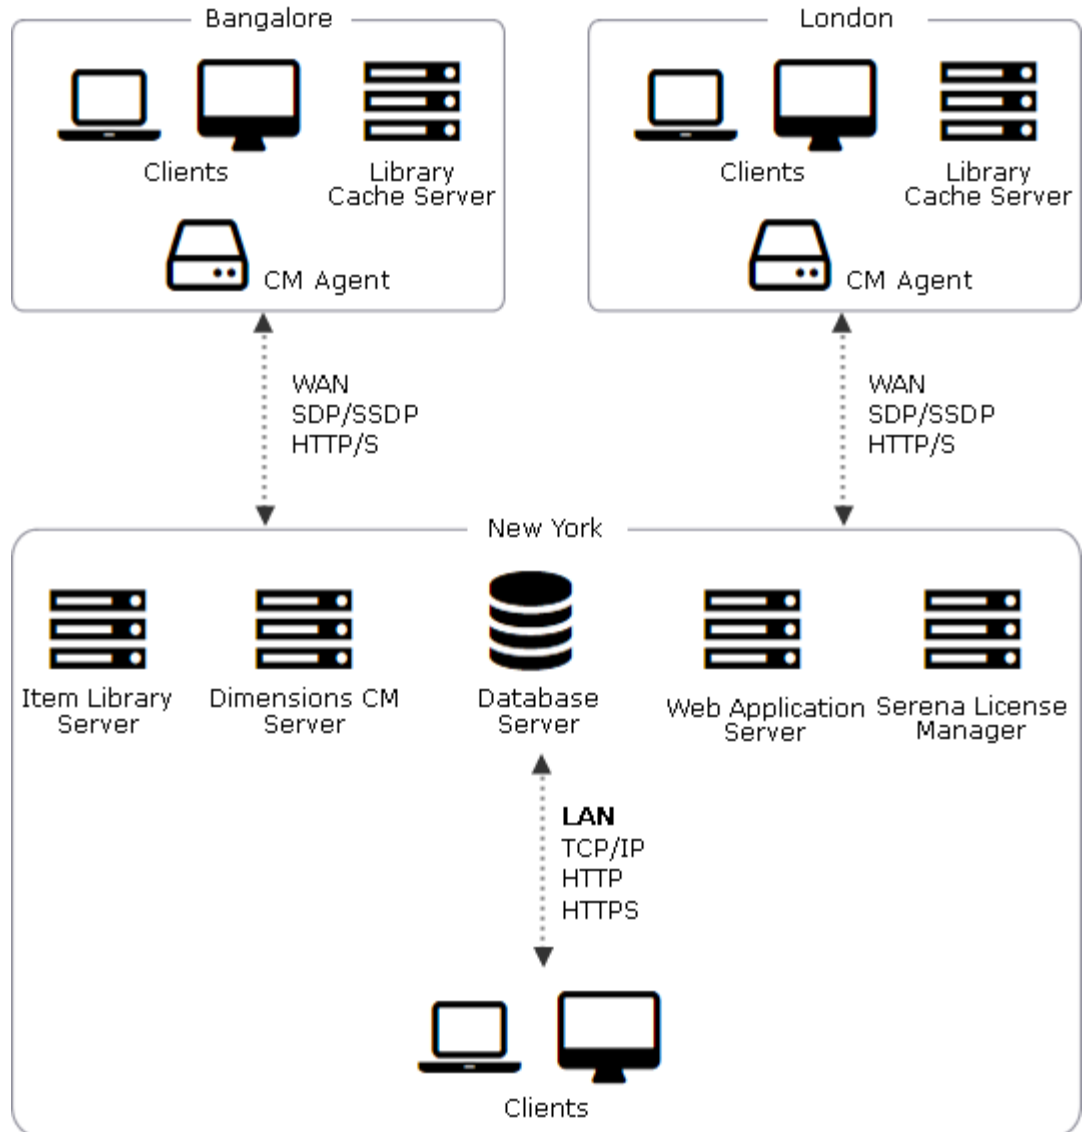 Bangalore
Clients
Library
Cache Server
CM Agent
London
Clients
Library
Cache Server
CM Agent
WAN
SDP/SSDP
HTTP/S
WAN
SDP/SSDP
HTTP/S
New York
Item Library
Server
Dimensions CM
Server
Database
Server
Web Application
Server
Serena License
Manager
LAN
TCP/IP
HTTP
HTTPS
Clients